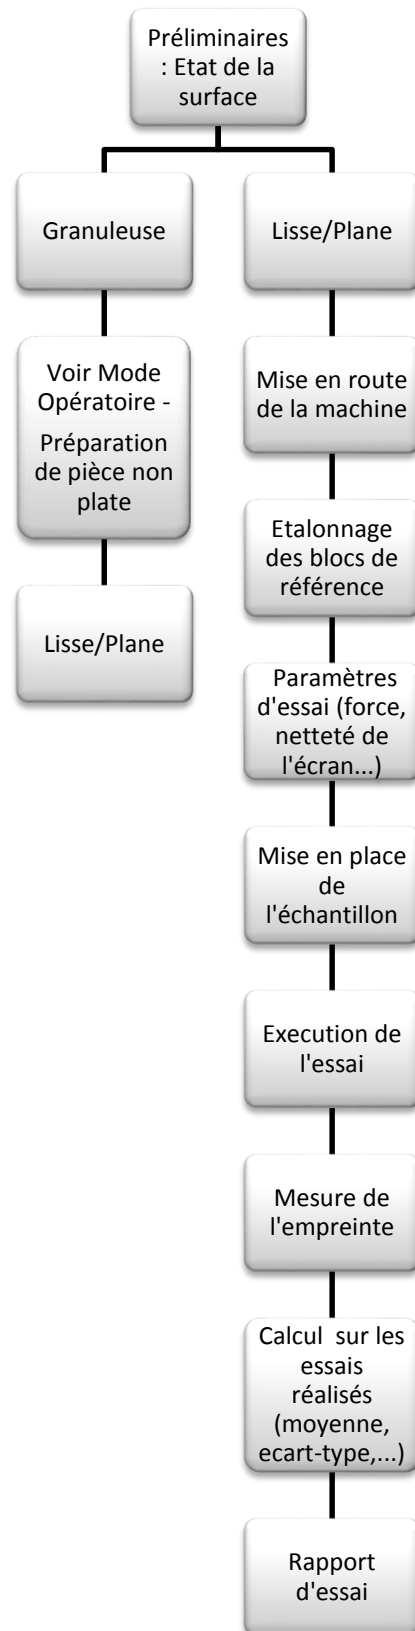 Préliminaires
: Etat de la
surface
Granuleuse
Voir Mode
Opératoire -
Préparation
de pièce non
plate
Lisse/Plane
Lisse/Plane
Mise en route
de la machine
Etalonnage
des blocs de
référence
Paramètres
d'essai (force,
netteté de
l'écran...)
Mise en place
de
l'échantillon
Execution de
l'essai
Mesure de
l'empreinte
Calcul sur les
essais
réalisés
(moyenne,
ecart-type,...)
Rapport
d'essai